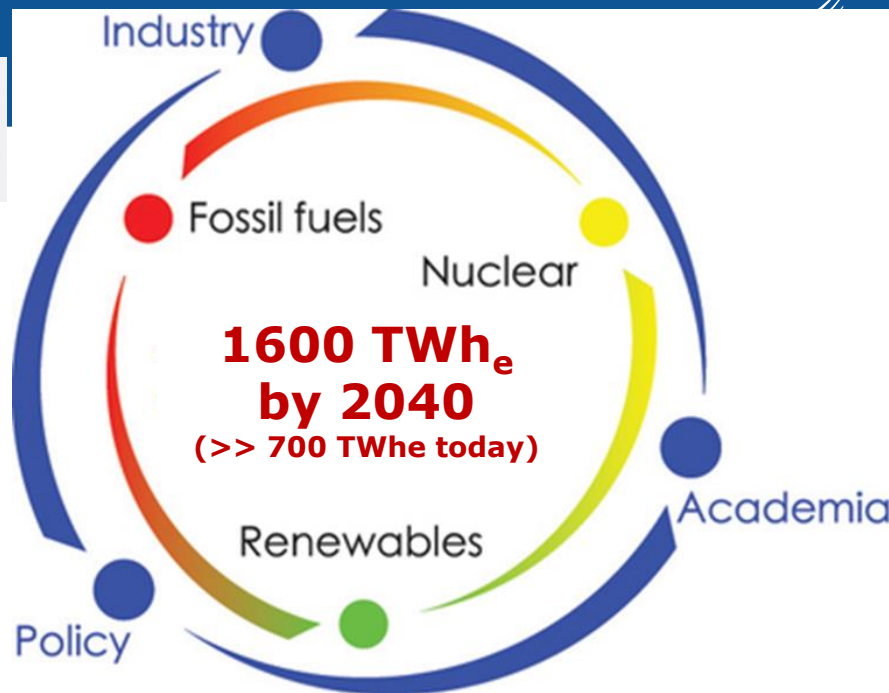 Industry
Fossil fuels
Nuclear
1600 TWhₑ
by 2040
(>> 700 TWhe today)
Academia
Renewables
Policy